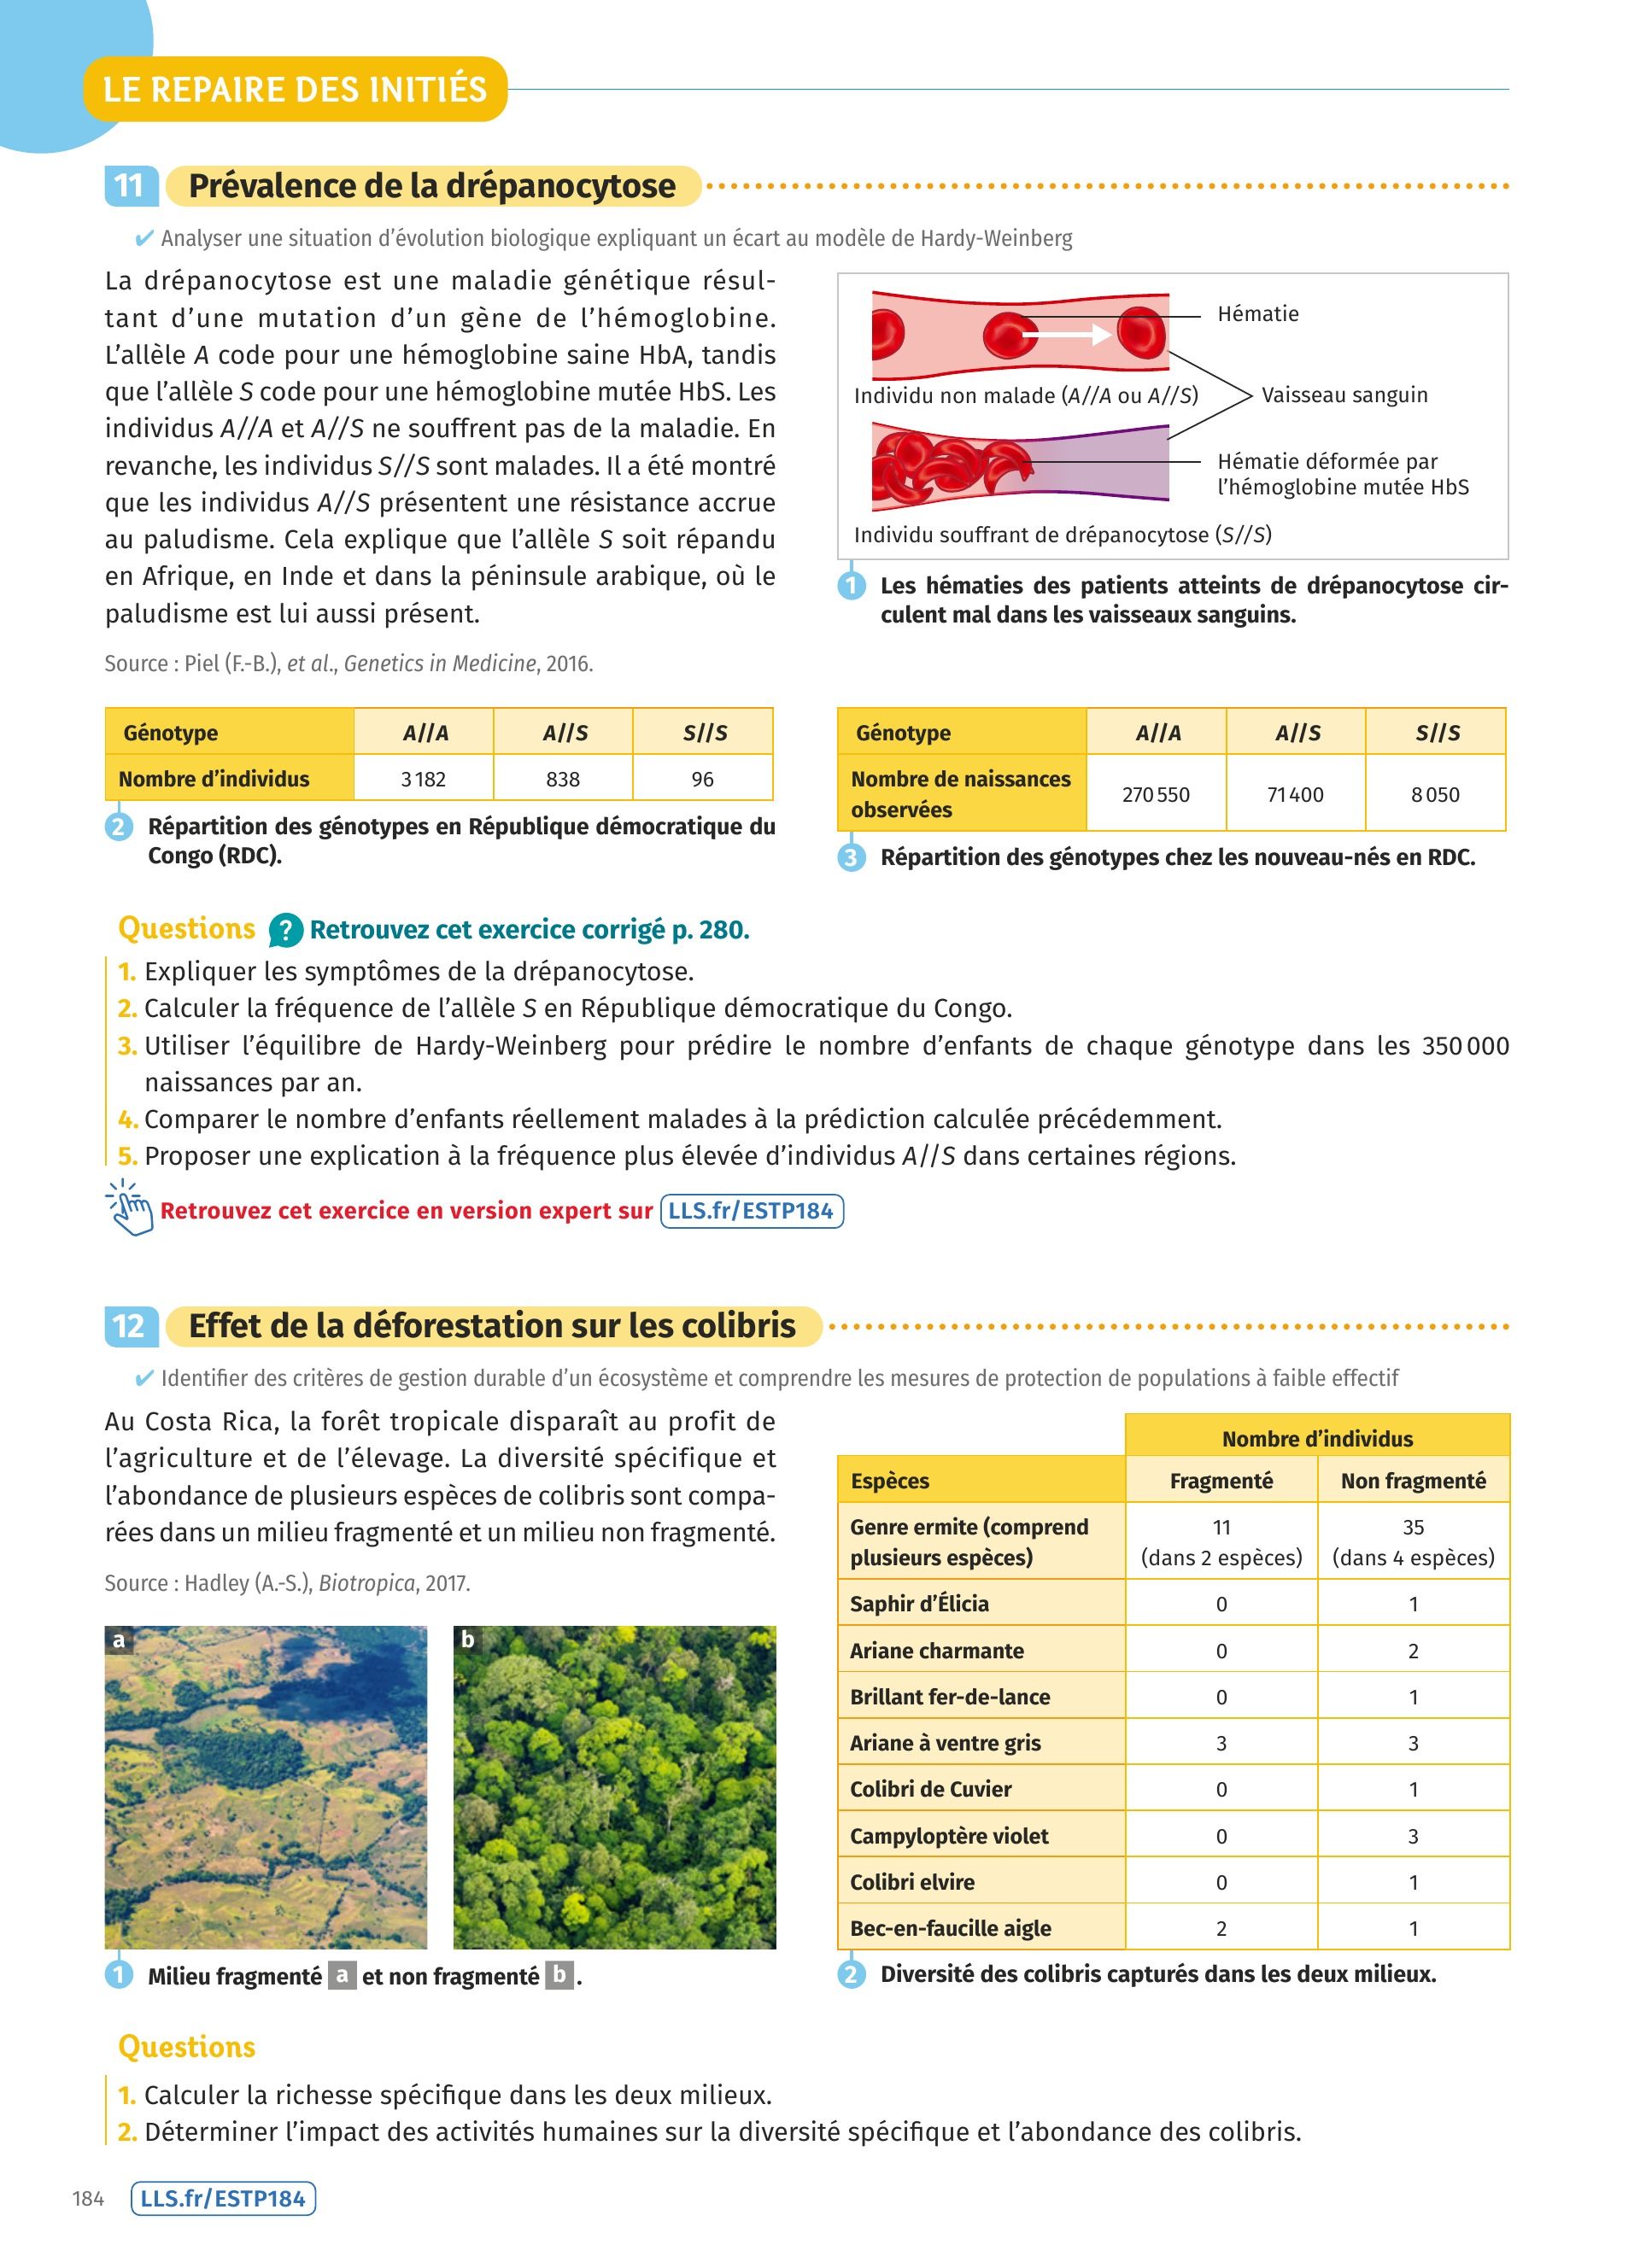 LE REPAIRE DES INITIÉS
11 Prévalence de la drépanocytose
✔ Analyser une situation d’évolution biologique expliquant un écart au modèle de Hardy-Weinberg
La drépanocytose est une maladie génétique résul-
tant d’une mutation d’un gène de l’hémoglobine.
L’allèle A code pour une hémoglobine saine HbA, tandis
que l’allèle S code pour une hémoglobine mutée HbS. Les
individus A//A et A//S ne souffrent pas de la maladie. En
revanche, les individus S//S sont malades. Il a été montré
que les individus A//S présentent une résistance accrue
au paludisme. Cela explique que l’allèle S soit répandu
en Afrique, en Inde et dans la péninsule arabique, où le
paludisme est lui aussi présent.
Source : Piel (F.-B.), et al., Genetics in Medicine, 2016.
Hématie
Individu non malade (A//A ou A//S)
Vaisseau sanguin
Hématie déformée par
l’hémoglobine mutée HbS
Individu souffrant de drépanocytose (S//S)
1 Les hématies des patients atteints de drépanocytose cir-
culent mal dans les vaisseaux sanguins.
Génotype A//A A//S S//S
Nombre d’individus 3 182 838 96
2 Répartition des génotypes en République démocratique du
Congo (RDC).
Génotype A//A A//S S//S
Nombre de naissances
observées 270 550 71 400 8 050
3 Répartition des génotypes chez les nouveau-nés en RDC.
Questions ? Retrouvez cet exercice corrigé p. 280.
1. Expliquer les symptômes de la drépanocytose.
2. Calculer la fréquence de l’allèle S en République démocratique du Congo.
3. Utiliser l’équilibre de Hardy-Weinberg pour prédire le nombre d’enfants de chaque génotype dans les 350 000
naissances par an.
4. Comparer le nombre d’enfants réellement malades à la prédiction calculée précédemment.
5. Proposer une explication à la fréquence plus élevée d’individus A//S dans certaines régions.
Retrouvez cet exercice en version expert sur LLS.fr/ESTP184
12 Effet de la déforestation sur les colibris
✔ Identifier des critères de gestion durable d’un écosystème et comprendre les mesures de protection de populations à faible effectif
Au Costa Rica, la forêt tropicale disparaît au profit de
l’agriculture et de l’élevage. La diversité spécifique et
l’abondance de plusieurs espèces de colibris sont compa-
rées dans un milieu fragmenté et un milieu non fragmenté.
Source : Hadley (A.-S.), Biotropica, 2017.
a
b
1 Milieu fragmenté a et non fragmenté b .
Nombre d’individus
Espèces Fragmenté Non fragmenté
Genre ermite (comprend
plusieurs espèces)
11 35
(dans 2 espèces) (dans 4 espèces)
Saphir d’Élicia 0 1
Ariane charmante 0 2
Brillant fer-de-lance 0 1
Ariane à ventre gris 3 3
Colibri de Cuvier 0 1
Campyloptère violet 0 3
Colibri elvire 0 1
Bec-en-faucille aigle 2 1
2 Diversité des colibris capturés dans les deux milieux.
Questions
1. Calculer la richesse spécifique dans les deux milieux.
2. Déterminer l’impact des activités humaines sur la diversité spécifique et l’abondance des colibris.
184 LLS.fr/ESTP184